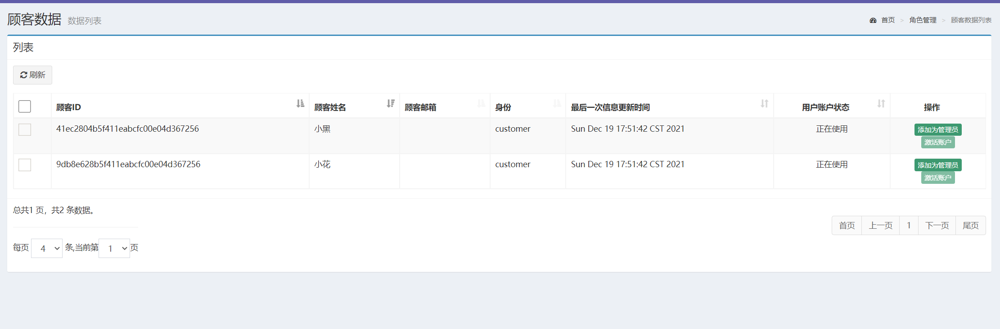 顾客数据 数据列表
首页 > 角色管理 > 顾客数据列表
列表
刷新
顾客ID 顾客姓名 顾客邮箱 身份 最后一次信息更新时间 用户账户状态 操作
41ec2804b5f411eabcfc00e04d367256 小黑 customer Sun Dec 19 17:51:42 CST 2021 正在使用 添加为管理员
激活账户
9db8e628b5f411eabcfc00e04d367256 小花 customer Sun Dec 19 17:51:42 CST 2021 正在使用 添加为管理员
激活账户
总共1 页，共2 条数据。
首页 上一页 1 下一页 尾页
每页 4 条,当前第 1 页